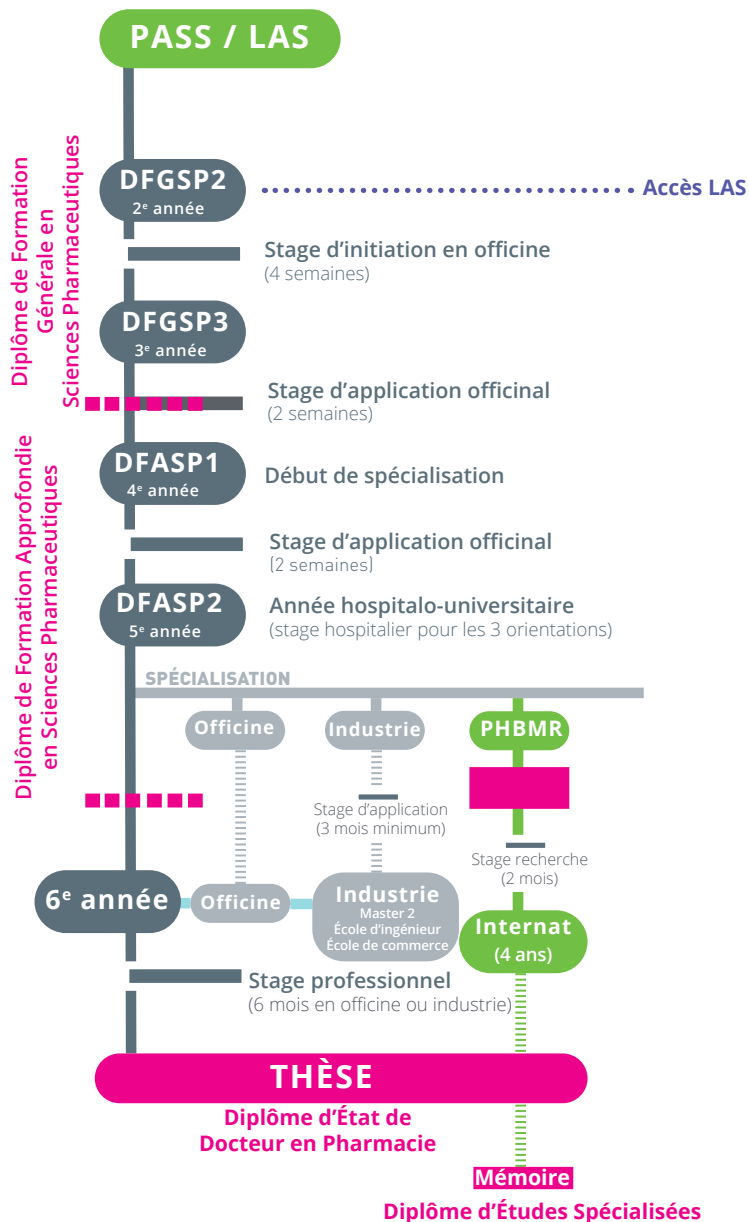 PASS / LAS
Diplôme de Formation
Générale en
Sciences Pharmaceutiques
DFGSP2
2e année
Accès LAS
Stage d'initiation en officine
(4 semaines)
DFGSP3
3e année
Stage d'application officinal
(2 semaines)
Diplôme de Formation Approfondie
en Sciences Pharmaceutiques
DFASP1
4e année
Début de spécialisation
Stage d'application officinal
(2 semaines)
DFASP2
5e année
Année hospitalo-universitaire
(stage hospitalier pour les 3 orientations)
SPÉCIALISATION
Officine
Industrie
PHBMR
Stage d'application
(3 mois minimum)
Stage recherche
(2 mois)
6e année
Officine
Industrie
Master 2
École d'ingénieur
École de commerce
Internat
(4 ans)
Stage professionnel
(6 mois en officine ou industrie)
THÈSE
Diplôme d'État de
Docteur en Pharmacie
Mémoire
Diplôme d'Études Spécialisées